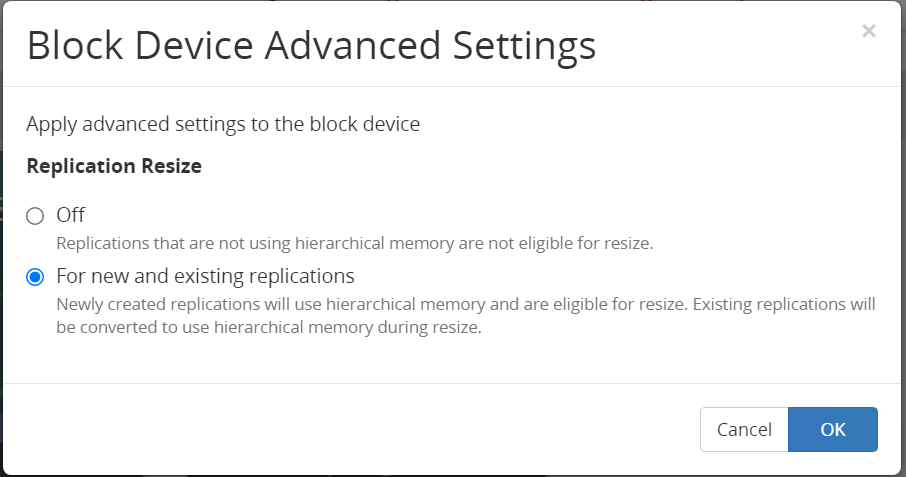 Block Device Advanced Settings
×
Apply advanced settings to the block device
Replication Resize
Off
Replications that are not using hierarchical memory are not eligible for resize.
For new and existing replications
Newly created replications will use hierarchical memory and are eligible for resize. Existing replications will
be converted to use hierarchical memory during resize.
Cancel
OK